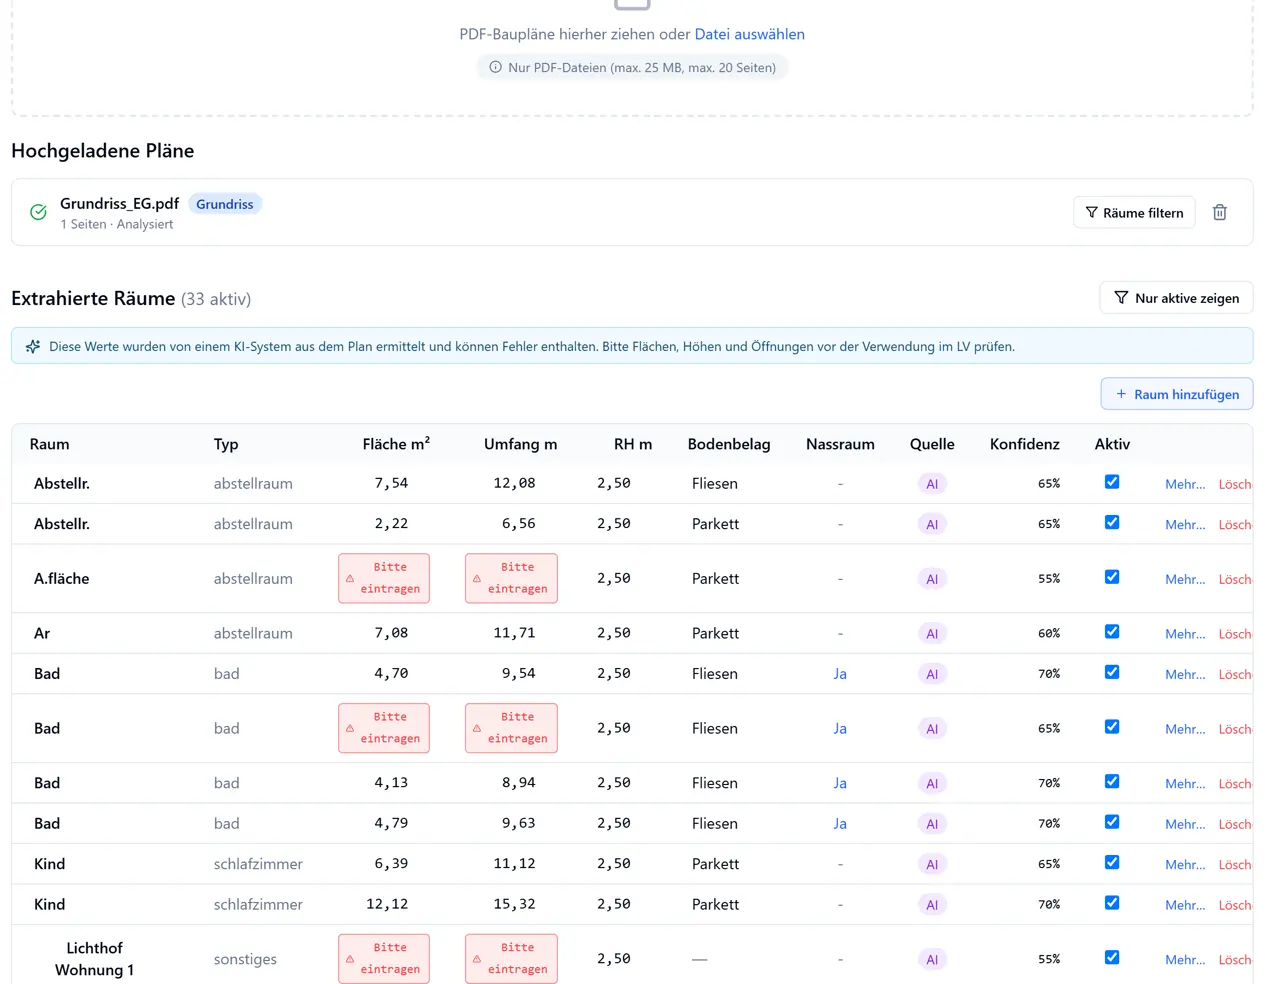 PDF-Baupläne hierher ziehen oder Datei auswählen
Nur PDF-Dateien (max. 25 MB, max. 20 Seiten)
Hochgeladene Pläne
Grundriss_EG.pdf Grundriss
1 Seiten · Analysiert
Räume filtern
Extrahierte Räume (33 aktiv)
Nur aktive zeigen
Diese Werte wurden von einem KI-System aus dem Plan ermittelt und können Fehler enthalten. Bitte Flächen, Höhen und Öffnungen vor der Verwendung im LV prüfen.
+ Raum hinzufügen
Raum Typ Fläche m² Umfang m RH m Bodenbelag Nassraum Quelle Konfidenz Aktiv
Abstellr. abstellraum 7,54 12,08 2,50 Fliesen - AI 65% Mehr... Lösch
Abstellr. abstellraum 2,22 6,56 2,50 Parkett - AI 65% Mehr... Lösch
A.fläche abstellraum Bitte eintragen Bitte eintragen 2,50 Parkett - AI 55% Mehr... Lösch
Ar abstellraum 7,08 11,71 2,50 Parkett - AI 60% Mehr... Lösch
Bad bad 4,70 9,54 2,50 Fliesen Ja AI 70% Mehr... Lösch
Bad bad Bitte eintragen Bitte eintragen 2,50 Fliesen Ja AI 65% Mehr... Lösch
Bad bad 4,13 8,94 2,50 Fliesen Ja AI 70% Mehr... Lösch
Bad bad 4,79 9,63 2,50 Fliesen Ja AI 70% Mehr... Lösch
Kind schlafzimmer 6,39 11,12 2,50 Parkett - AI 65% Mehr... Lösch
Kind schlafzimmer 12,12 15,32 2,50 Parkett - AI 70% Mehr... Lösch
Lichthof Wohnung 1 sonstiges Bitte eintragen Bitte eintragen 2,50 — - AI 55% Mehr... Lösch